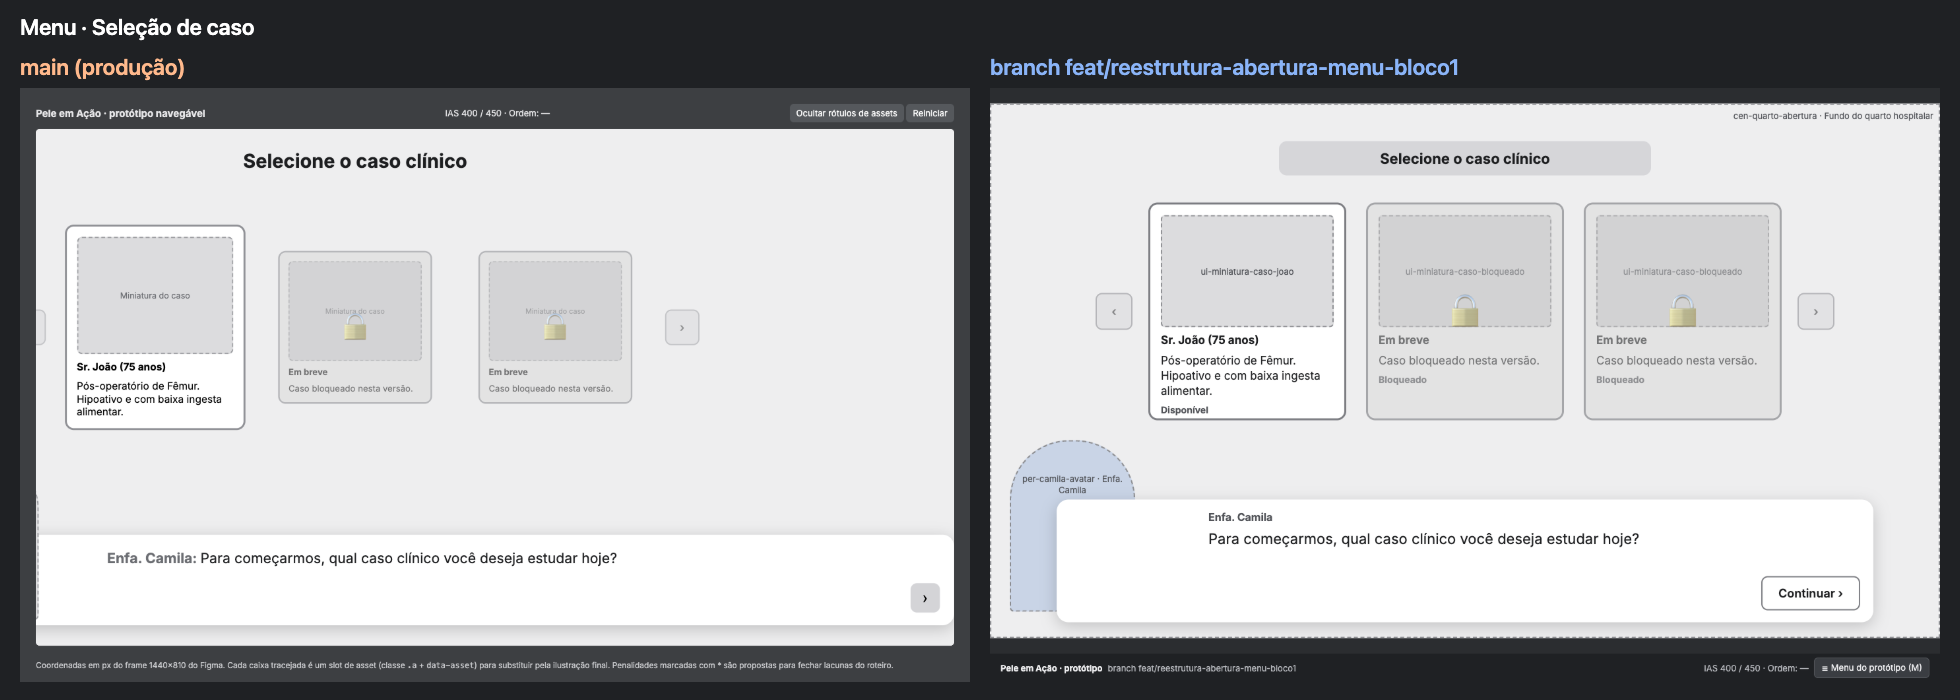 Menu · Seleção de caso
main (produção)
Pele em Ação · protótipo navegável
IAS 400 / 450 · Ordem: —
Ocultar rótulos de assets
Reiniciar
Selecione o caso clínico
Miniatura do caso
Sr. João (75 anos)
Pós-operatório de Fêmur.
Hipoativo e com baixa ingesta
alimentar.
Miniatura do caso
Em breve
Caso bloqueado nesta versão.
Miniatura do caso
Em breve
Caso bloqueado nesta versão.
›
Enfa. Camila: Para começarmos, qual caso clínico você deseja estudar hoje?
›
Coordenadas em px do frame 1440×810 do Figma. Cada caixa tracejada é um slot de asset (classe .a + data-asset) para substituir pela ilustração final. Penalidades marcadas com * são propostas para fechar lacunas do roteiro.
branch feat/reestrutura-abertura-menu-bloco1
cen-quarto-abertura · Fundo do quarto hospitalar
Selecione o caso clínico
‹
ui-miniatura-caso-joao
Sr. João (75 anos)
Pós-operatório de Fêmur.
Hipoativo e com baixa ingesta
alimentar.
Disponível
ui-miniatura-caso-bloqueado
Em breve
Caso bloqueado nesta versão.
Bloqueado
ui-miniatura-caso-bloqueado
Em breve
Caso bloqueado nesta versão.
Bloqueado
›
per-camila-avatar · Enfa.
Camila
Enfa. Camila
Para começarmos, qual caso clínico você deseja estudar hoje?
Continuar ›
Pele em Ação · protótipo branch feat/reestrutura-abertura-menu-bloco1
IAS 400 / 450 · Ordem: —
≡ Menu do protótipo (M)